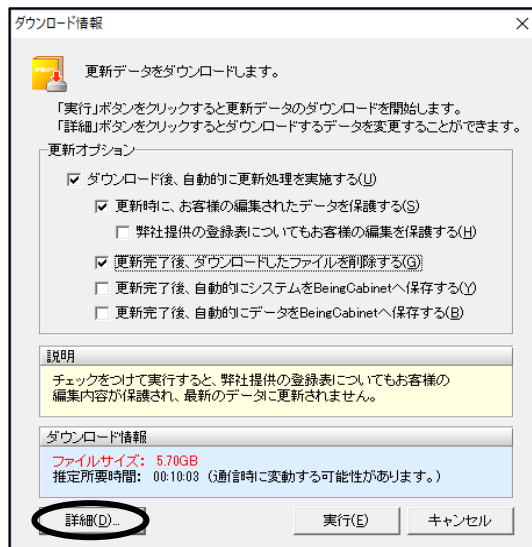 ダウンロード情報
更新データをダウンロードします。
「実行」ボタンをクリックすると更新データのダウンロードを開始します。
「詳細」ボタンをクリックするとダウンロードするデータを変更することができます。
更新オプション
ダウンロード後、自動的に更新処理を実施する(U)
更新時に、お客様の編集されたデータを保護する(S)
弊社提供の登録表についてもお客様の編集を保護する(H)
更新完了後、ダウンロードしたファイルを削除する(G)
更新完了後、自動的にシステムをBeingCabinetへ保存する(Y)
更新完了後、自動的にデータをBeingCabinetへ保存する(B)
説明
チェックをつけて実行すると、弊社提供の登録表についてもお客様の
編集内容が保護され、最新のデータに更新されません。
ダウンロード情報
ファイルサイズ: 5.70GB
推定所要時間: 00:10:03 (通信時に変動する可能性があります。)
詳細(D)... 実行(E) キャンセル